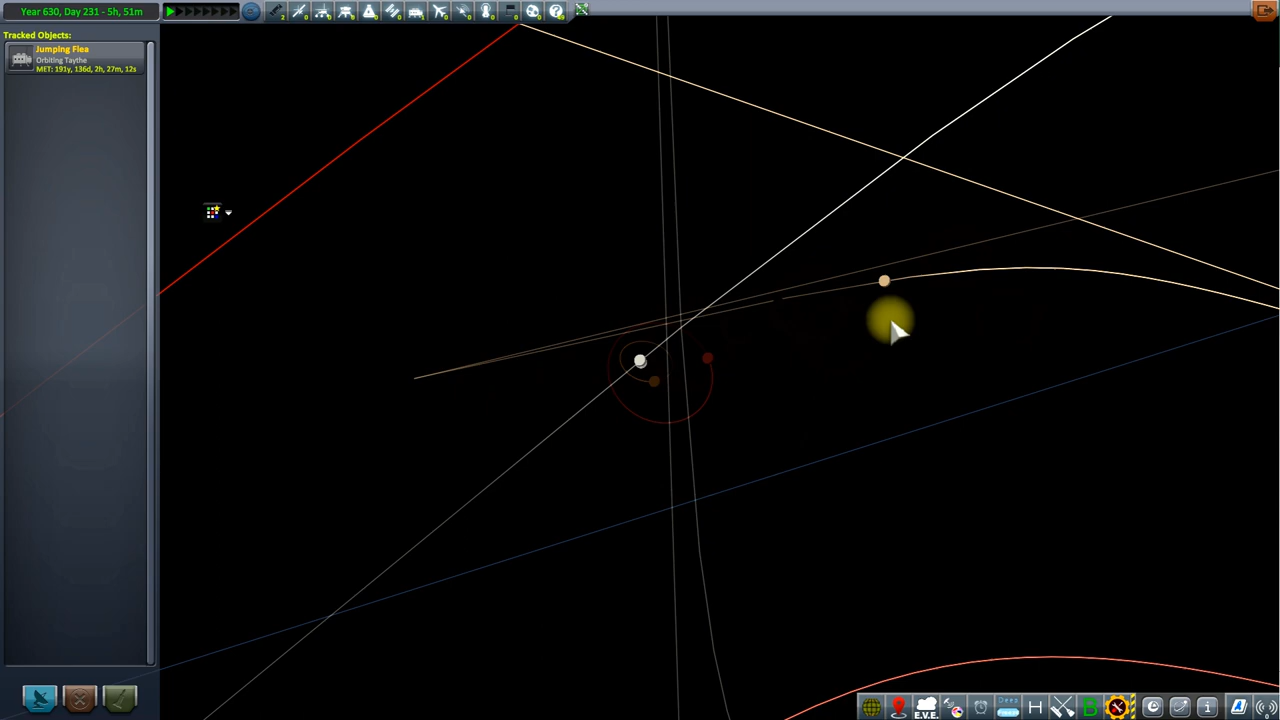 Year 630, Day 231 - 5h, 51m
Tracked Objects:
Jumping Flea
Orbiting Taythe
MET: 191y, 136d, 2h, 27m, 12s
E.V.E.
H
B